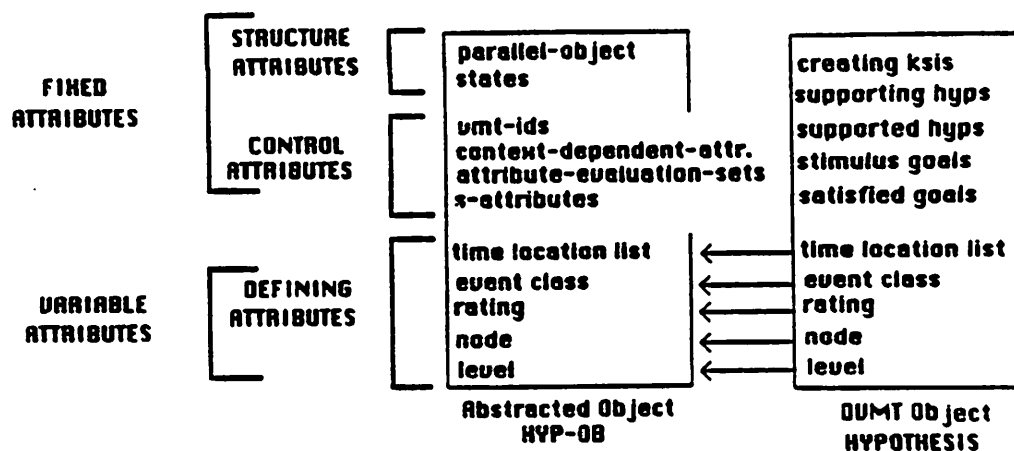 STRUCTURE
ATTRIBUTES
FIXED
ATTRIBUTES
CONTROL
ATTRIBUTES
VARIABLE
ATTRIBUTES
DEFINING
ATTRIBUTES
parallel-object
states
vmt-ids
context-dependent-attr.
attribute-evaluation-sets
s-attributes
time location list
event class
rating
node
level
Abstracted Object
HYP-OB
creating ksis
supporting hyps
supported hyps
stimulus goals
satisfied goals
time location list
event class
rating
node
level
DVMT Object
HYPOTHESIS